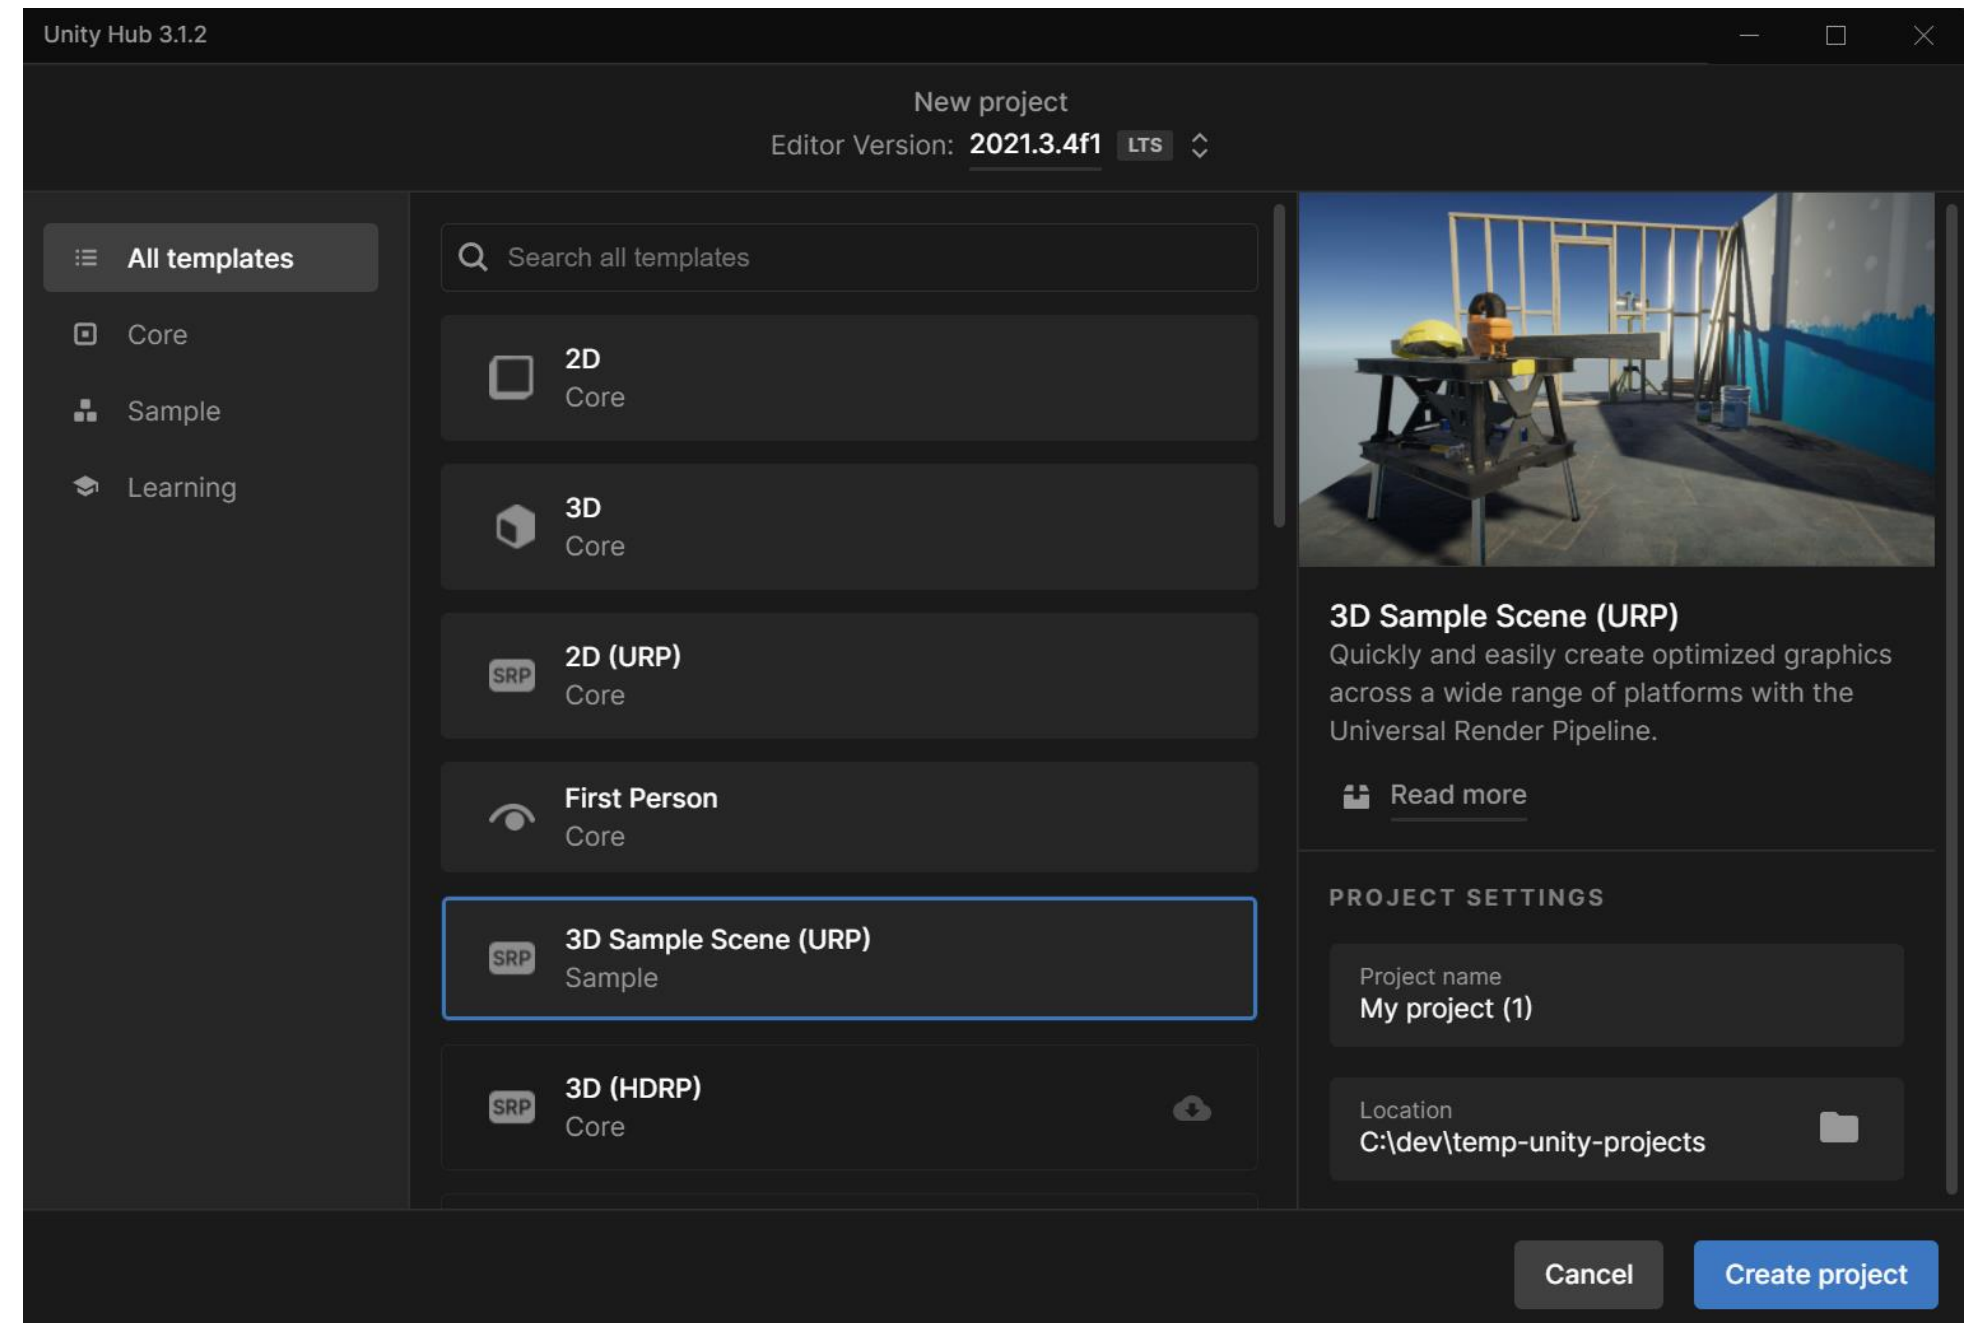 Unity Hub 3.1.2
New project
Editor Version: 2021.3.4f1 LTS
All templates
Core
Sample
Learning
Search all templates
2D
Core
3D
Core
SRP
2D (URP)
Core
First Person
Core
SRP
3D Sample Scene (URP)
Sample
SRP
3D (HDRP)
Core
3D Sample Scene (URP)
Quickly and easily create optimized graphics
across a wide range of platforms with the
Universal Render Pipeline.
Read more
PROJECT SETTINGS
Project name
My project (1)
Location
C:\dev\temp-unity-projects
Cancel
Create project